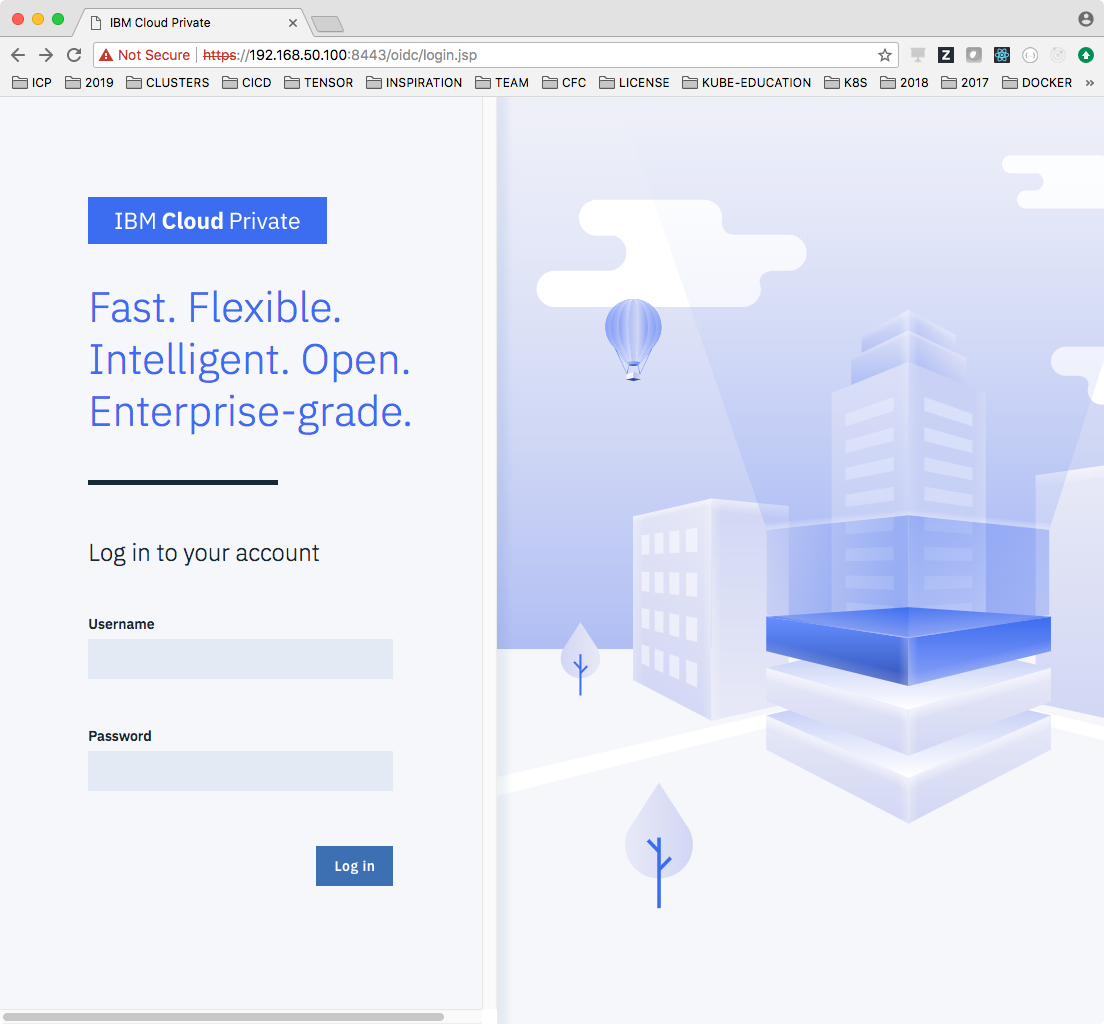 IBM Cloud Private
Not Secure https://192.168.50.100:8443/oidc/login.jsp
Z
ICP 2019 CLUSTERS CICD TENSOR INSPIRATION TEAM CFC LICENSE KUBE-EDUCATION K8S 2018 2017 DOCKER »
IBM Cloud Private
Fast. Flexible.
Intelligent. Open.
Enterprise-grade.
Log in to your account
Username
Password
Log in